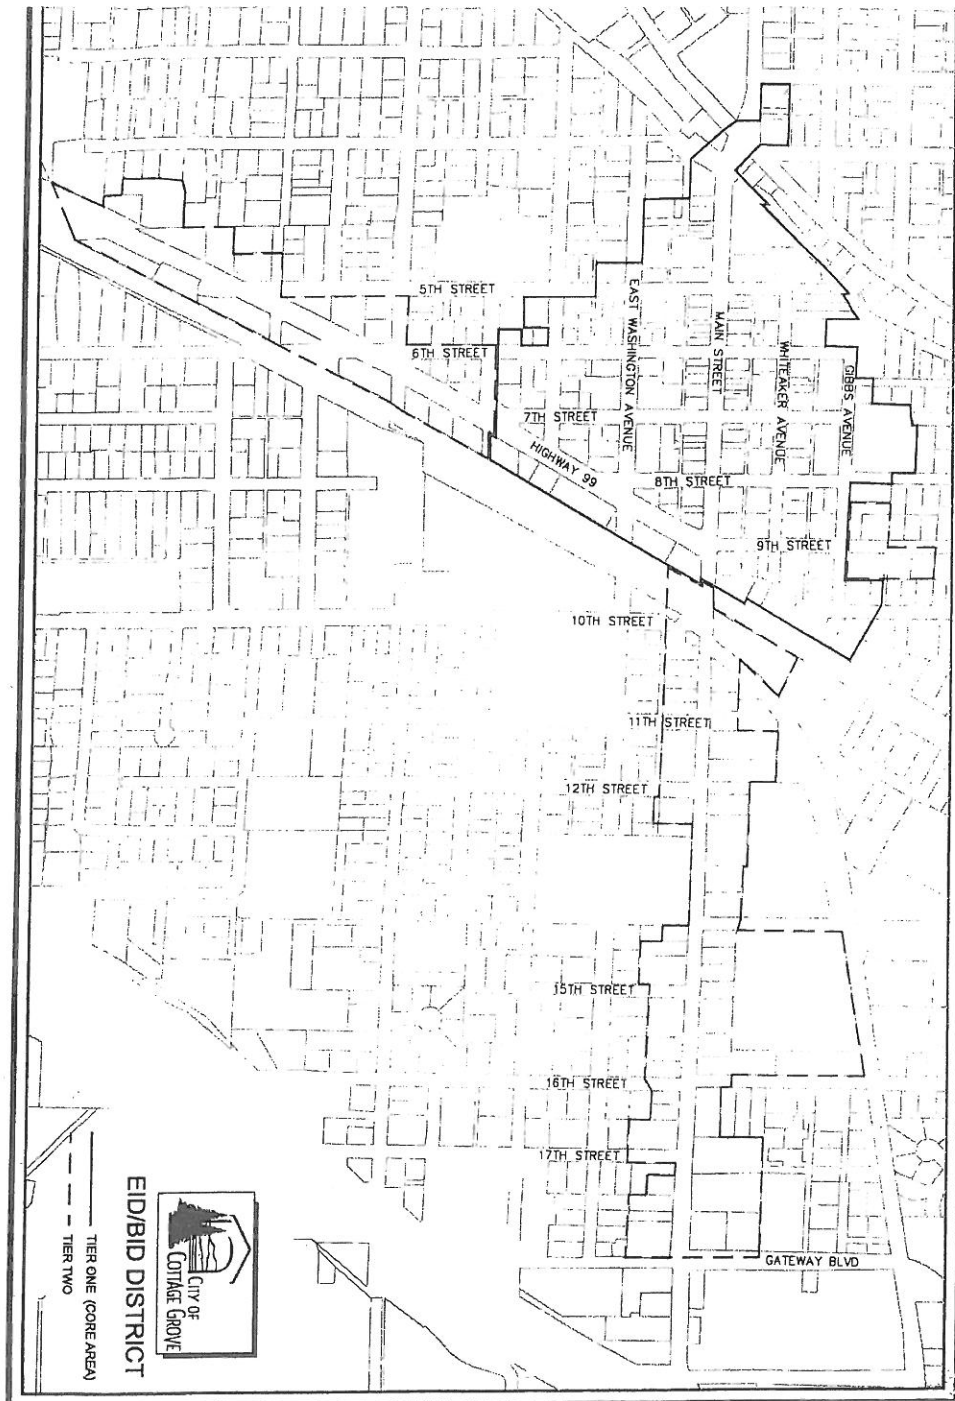 5TH STREET
6TH STREET
7TH STREET
HIGHWAY 99
EAST WASHINGTON AVENUE
MAIN STREET
WHITEAKER AVENUE
GIBBS AVENUE
8TH STREET
9TH STREET
10TH STREET
11TH STREET
12TH STREET
15TH STREET
16TH STREET
17TH STREET
GATEWAY BLVD
CITY OF
COTTAGE GROVE
EID/BID DISTRICT
TIER ONE (CORE AREA)
TIER TWO